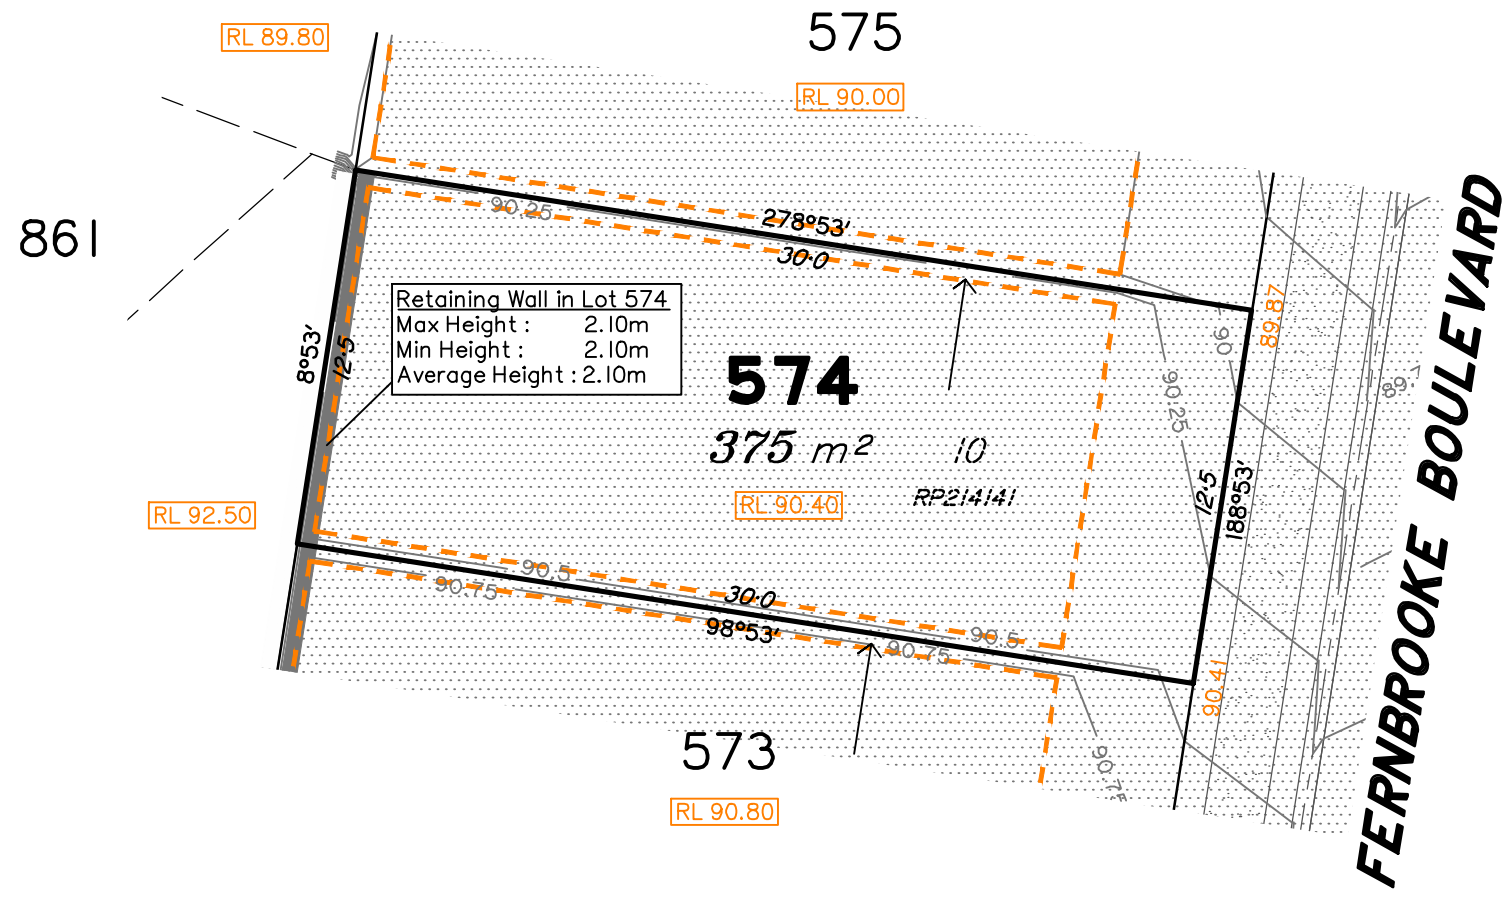 575
RL 89.80
RL 90.00
861
278°53'
30·0
90.25
Retaining Wall in Lot 574
Max Height : 2.10m
Min Height : 2.10m
Average Height : 2.10m
8°53'
12·5
574
375 m²
10
RP214141
RL 90.40
RL 92.50
90.25
90
89.87
12·5
188°53'
90.41
FERNBROOKE BOULEVARD
90.5
90.75
30·0
98°53'
90.5
90.75
573
RL 90.80